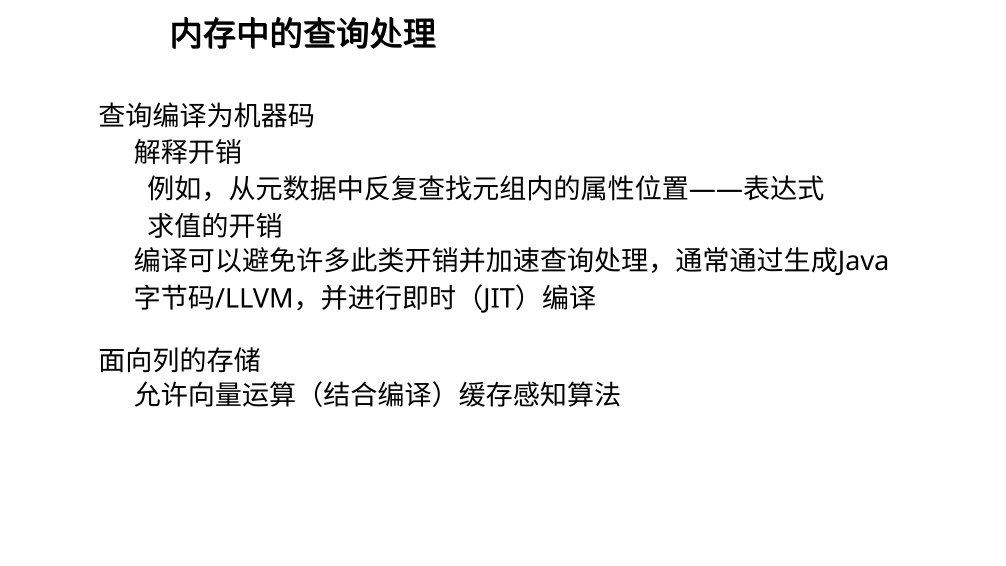 内存中的查询处理
查询编译为机器码
解释开销
例如，从元数据中反复查找元组内的属性位置——表达式
求值的开销
编译可以避免许多此类开销并加速查询处理，通常通过生成Java
字节码/LLVM，并进行即时（JIT）编译
面向列的存储
允许向量运算（结合编译）缓存感知算法